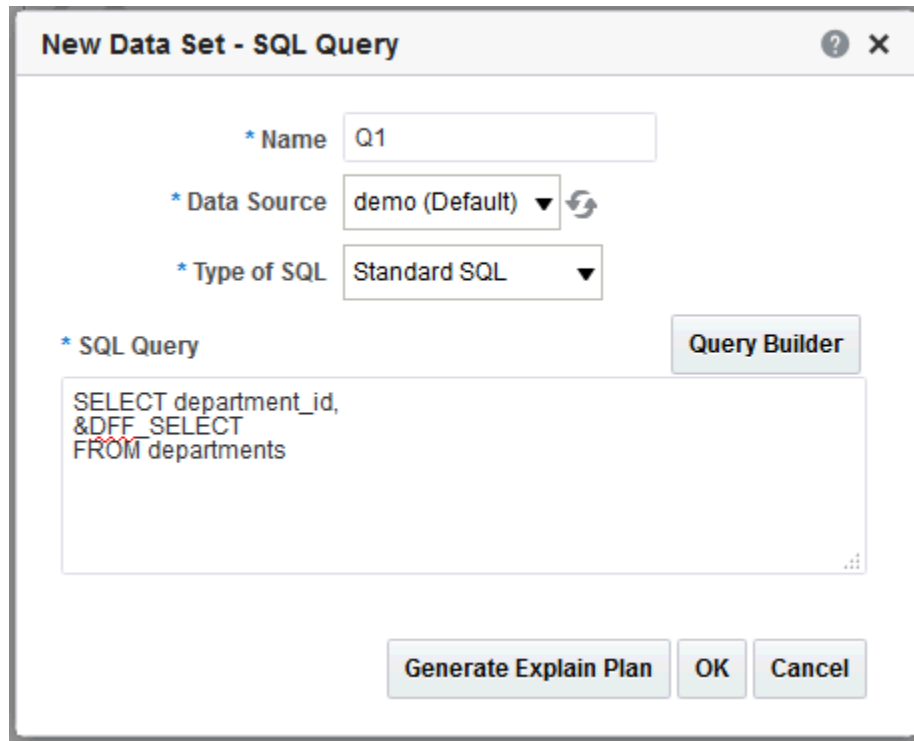 New Data Set - SQL Query
* Name Q1
* Data Source demo (Default)
* Type of SQL Standard SQL
* SQL Query Query Builder
SELECT department_id,
&DFF_SELECT
FROM departments
Generate Explain Plan OK Cancel